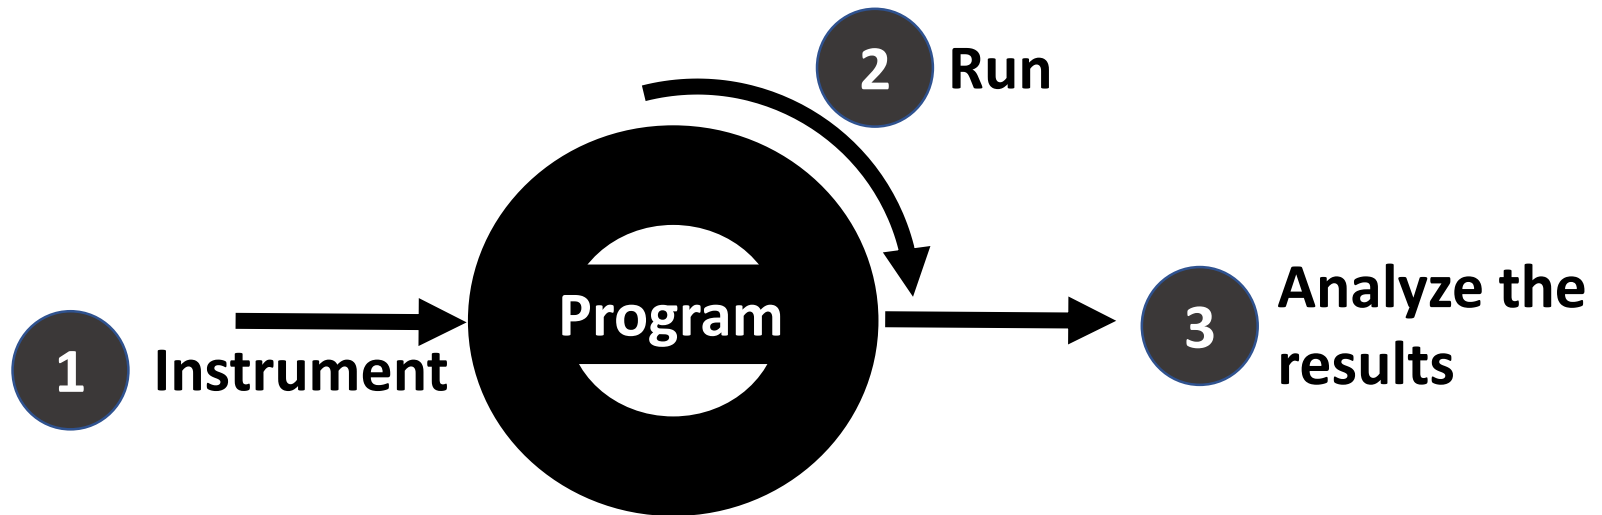 1 Instrument
Program
2 Run
3 Analyze the
results